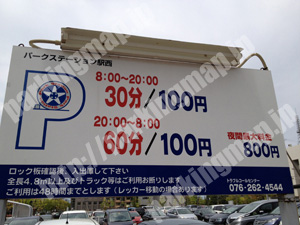 パークステーション駅西
8:00〜20:00
30分/100円
20:00〜8:00
60分/100円
夜間最大料金
800円
P
ロック板確認後、入出庫して下さい
全長4.8m以上及びトラック等はご利用お断りします
ご利用は48時間までとします(レッカー移動の場合あります)
トラブルコールセンター
076-262-4544